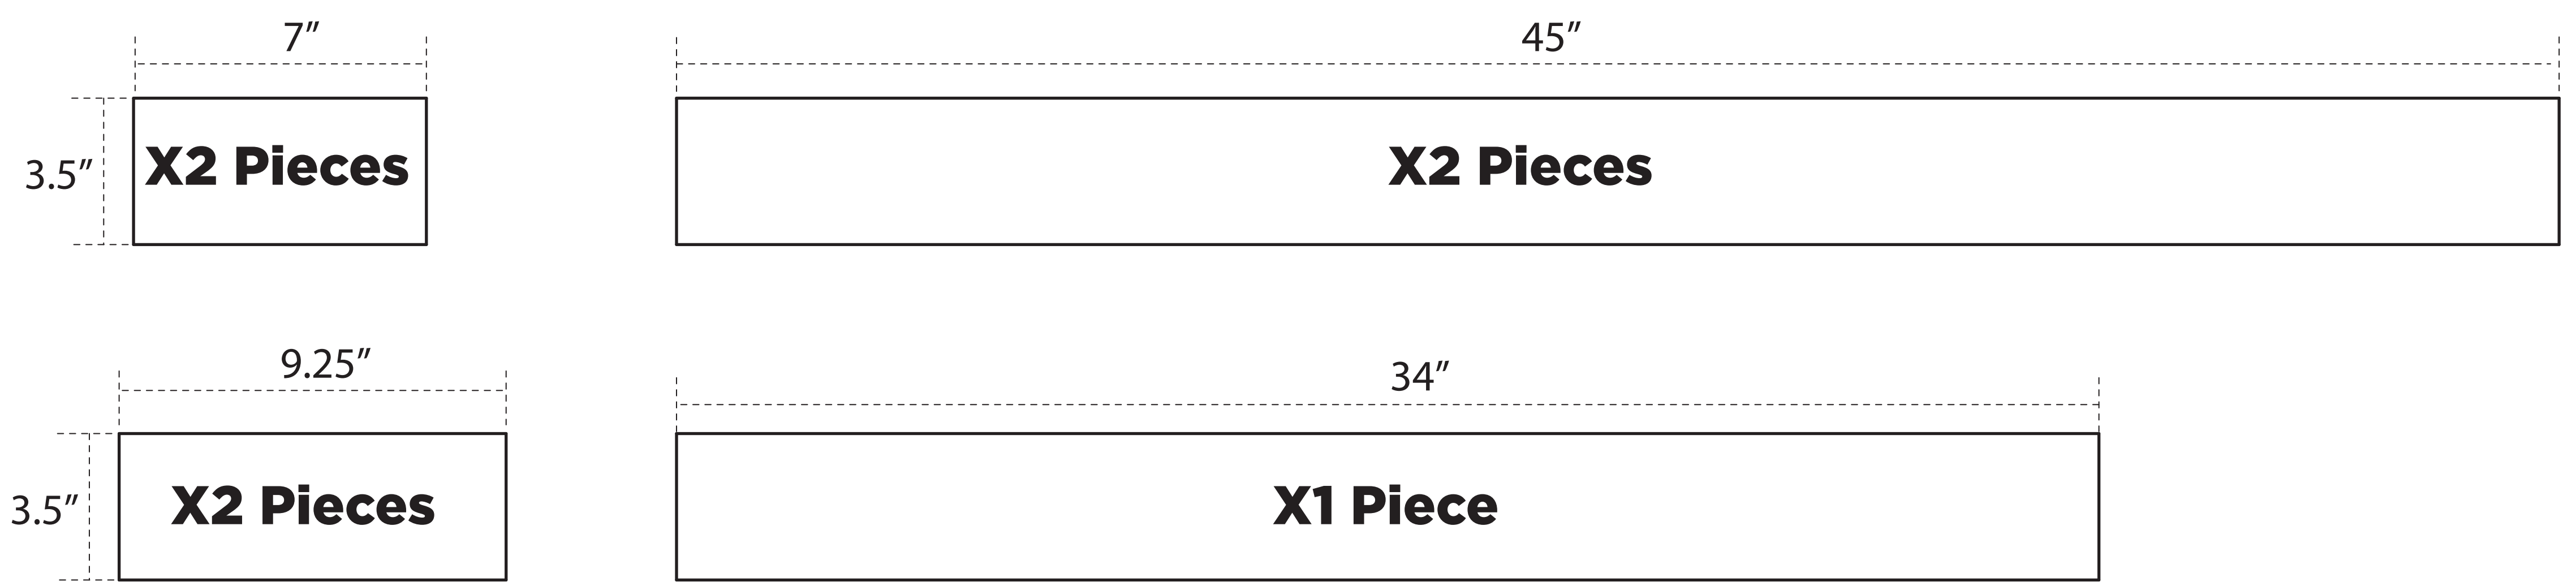 7”
45”
3.5”
X2 Pieces
X2 Pieces
9.25”
34”
3.5”
X2 Pieces
X1 Piece